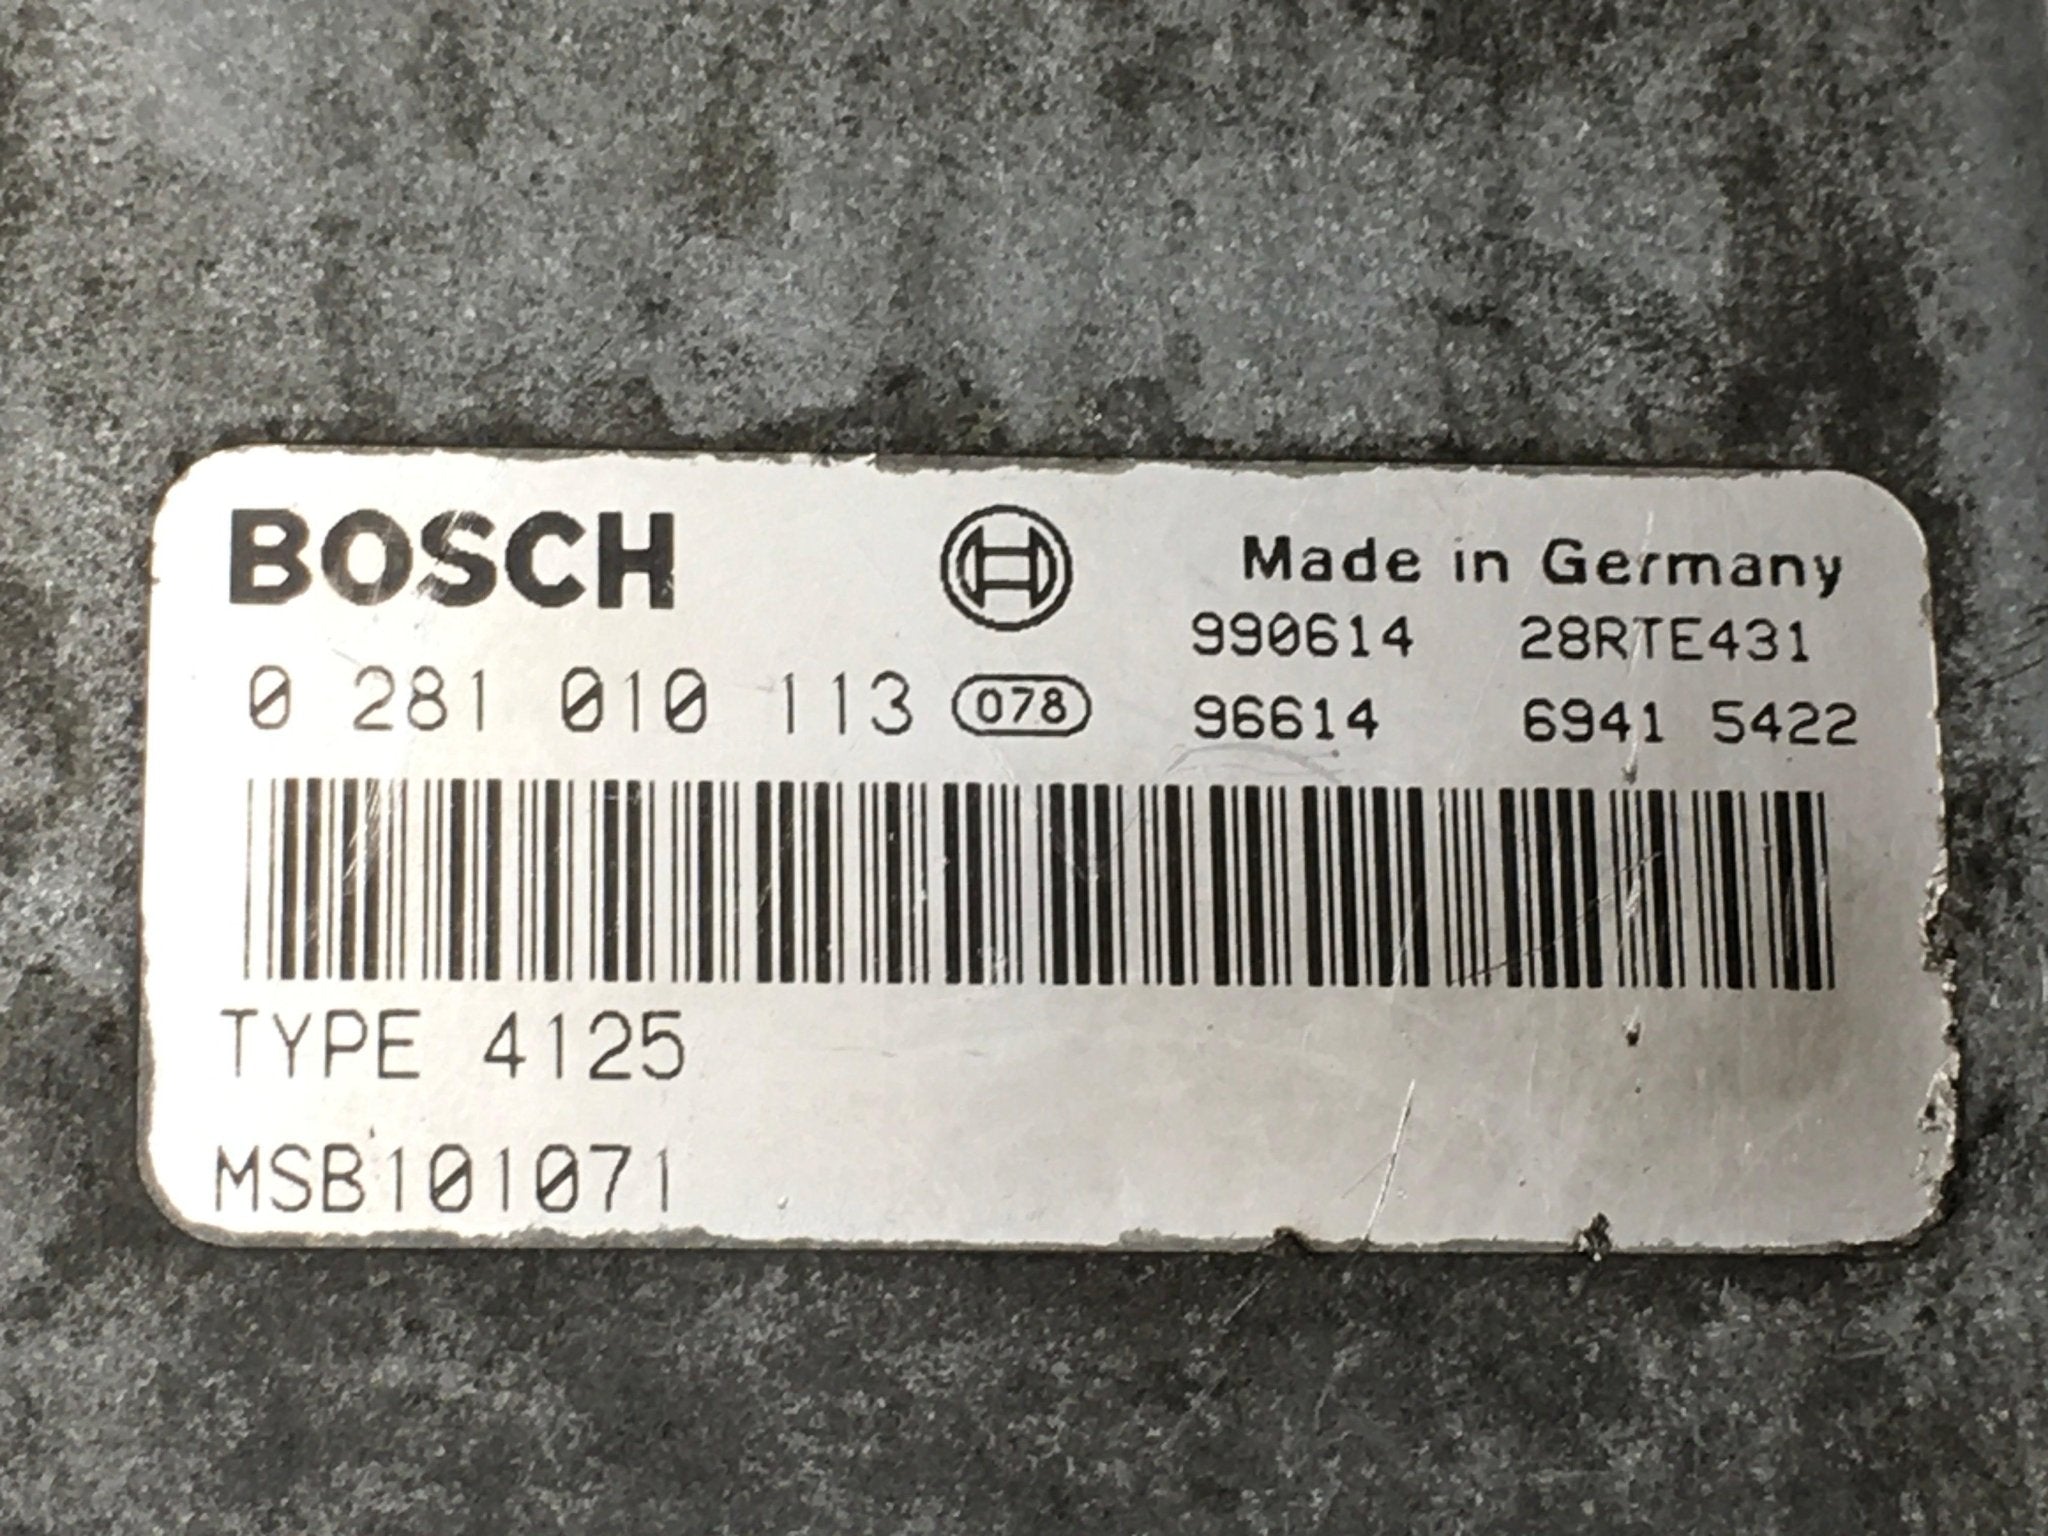 BOSCH
Made in Germany
990614 28RTE431
0 281 010 113 078
96614 6941 5422
TYPE 4125
MSB101071